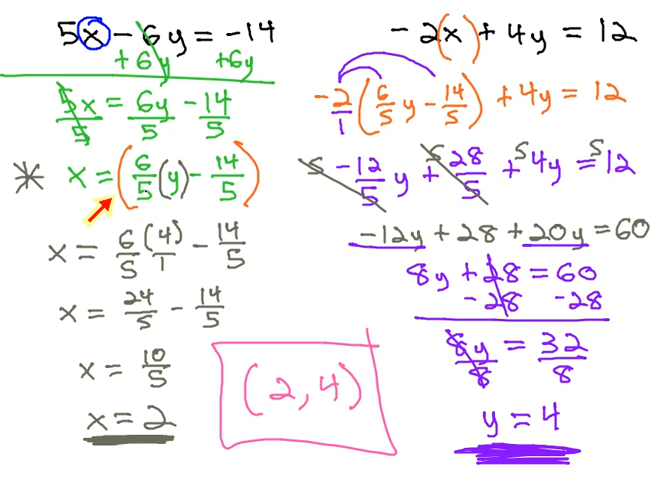 5x - 6y = -14
+6y +6y
5x/5 = 6y/5 - 14/5
* x = (6/5 (y) - 14/5)
x = 6/5 (4)/1 - 14/5
x = 24/5 - 14/5
x = 10/5
x = 2
-2(x) + 4y = 12
-2/1 (6/5 y - 14/5) + 4y = 12
5 · -12/5 y + 5 · 28/5 + 5 · 4y = 5 · 12
-12y + 28 + 20y = 60
8y + 28 = 60
- 28 -28
8y/8 = 32/8
y = 4
(2, 4)